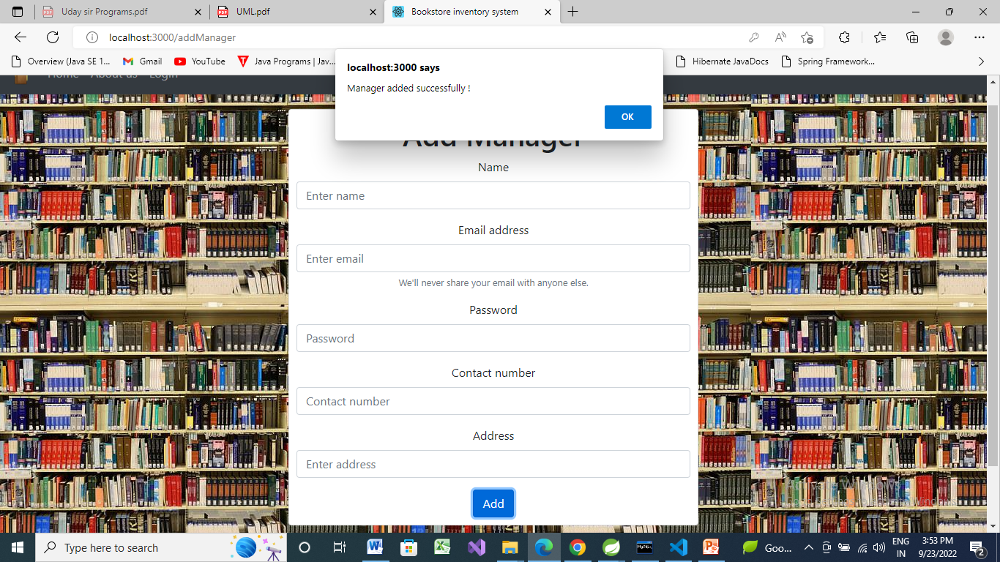 Uday sir Programs.pdf
UML.pdf
Bookstore inventory system
localhost:3000/addManager
Overview (Java SE 1...
Gmail
YouTube
Java Programs | Jav...
Hibernate JavaDocs
Spring Framework...
localhost:3000 says
Manager added successfully !
OK
Home
About us
Login
Add Manager
Name
Enter name
Email address
Enter email
We'll never share your email with anyone else.
Password
Password
Contact number
Contact number
Address
Enter address
Add
Type here to search
Goo...
ENG
IN
3:53 PM
9/23/2022
2